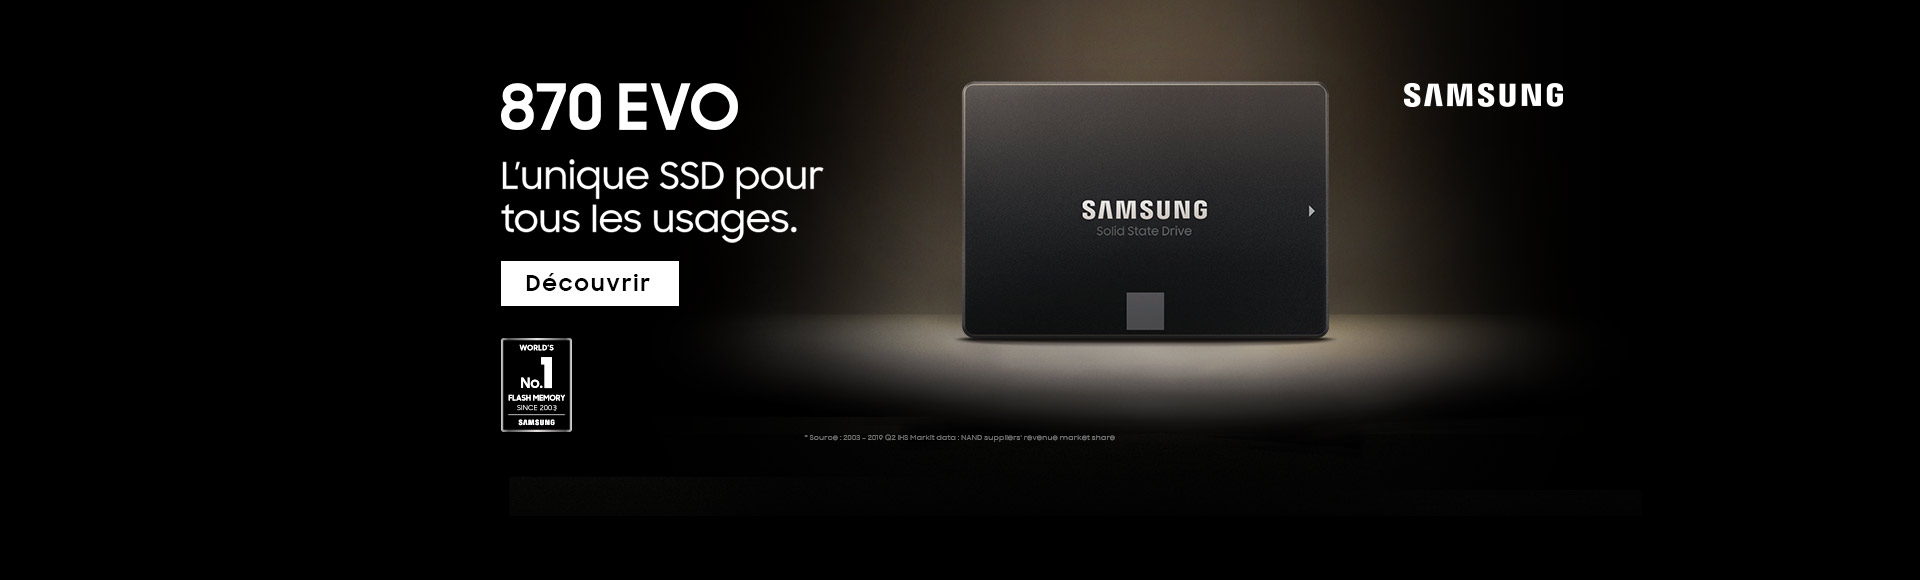 870 EVO
L'unique SSD pour
tous les usages.
Découvrir
WORLD'S
No.1
FLASH MEMORY
SINCE 2003
SAMSUNG
SAMSUNG
Solid State Drive
SAMSUNG
* Source : 2003 – 2019 Q2 IHS Markit data : NAND suppliers' revenue market share